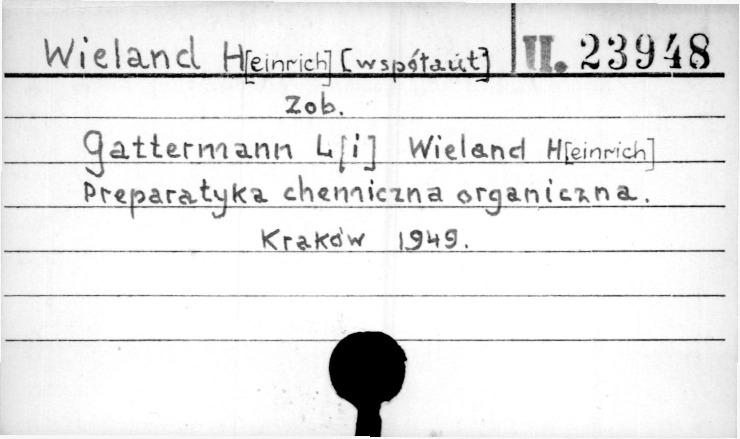 Wieland H[einrich] [współaut] II. 23948
Zob.
Gattermann L [i] Wieland H[einrich]
Preparatyka chemiczna organiczna.
Kraków 1949.